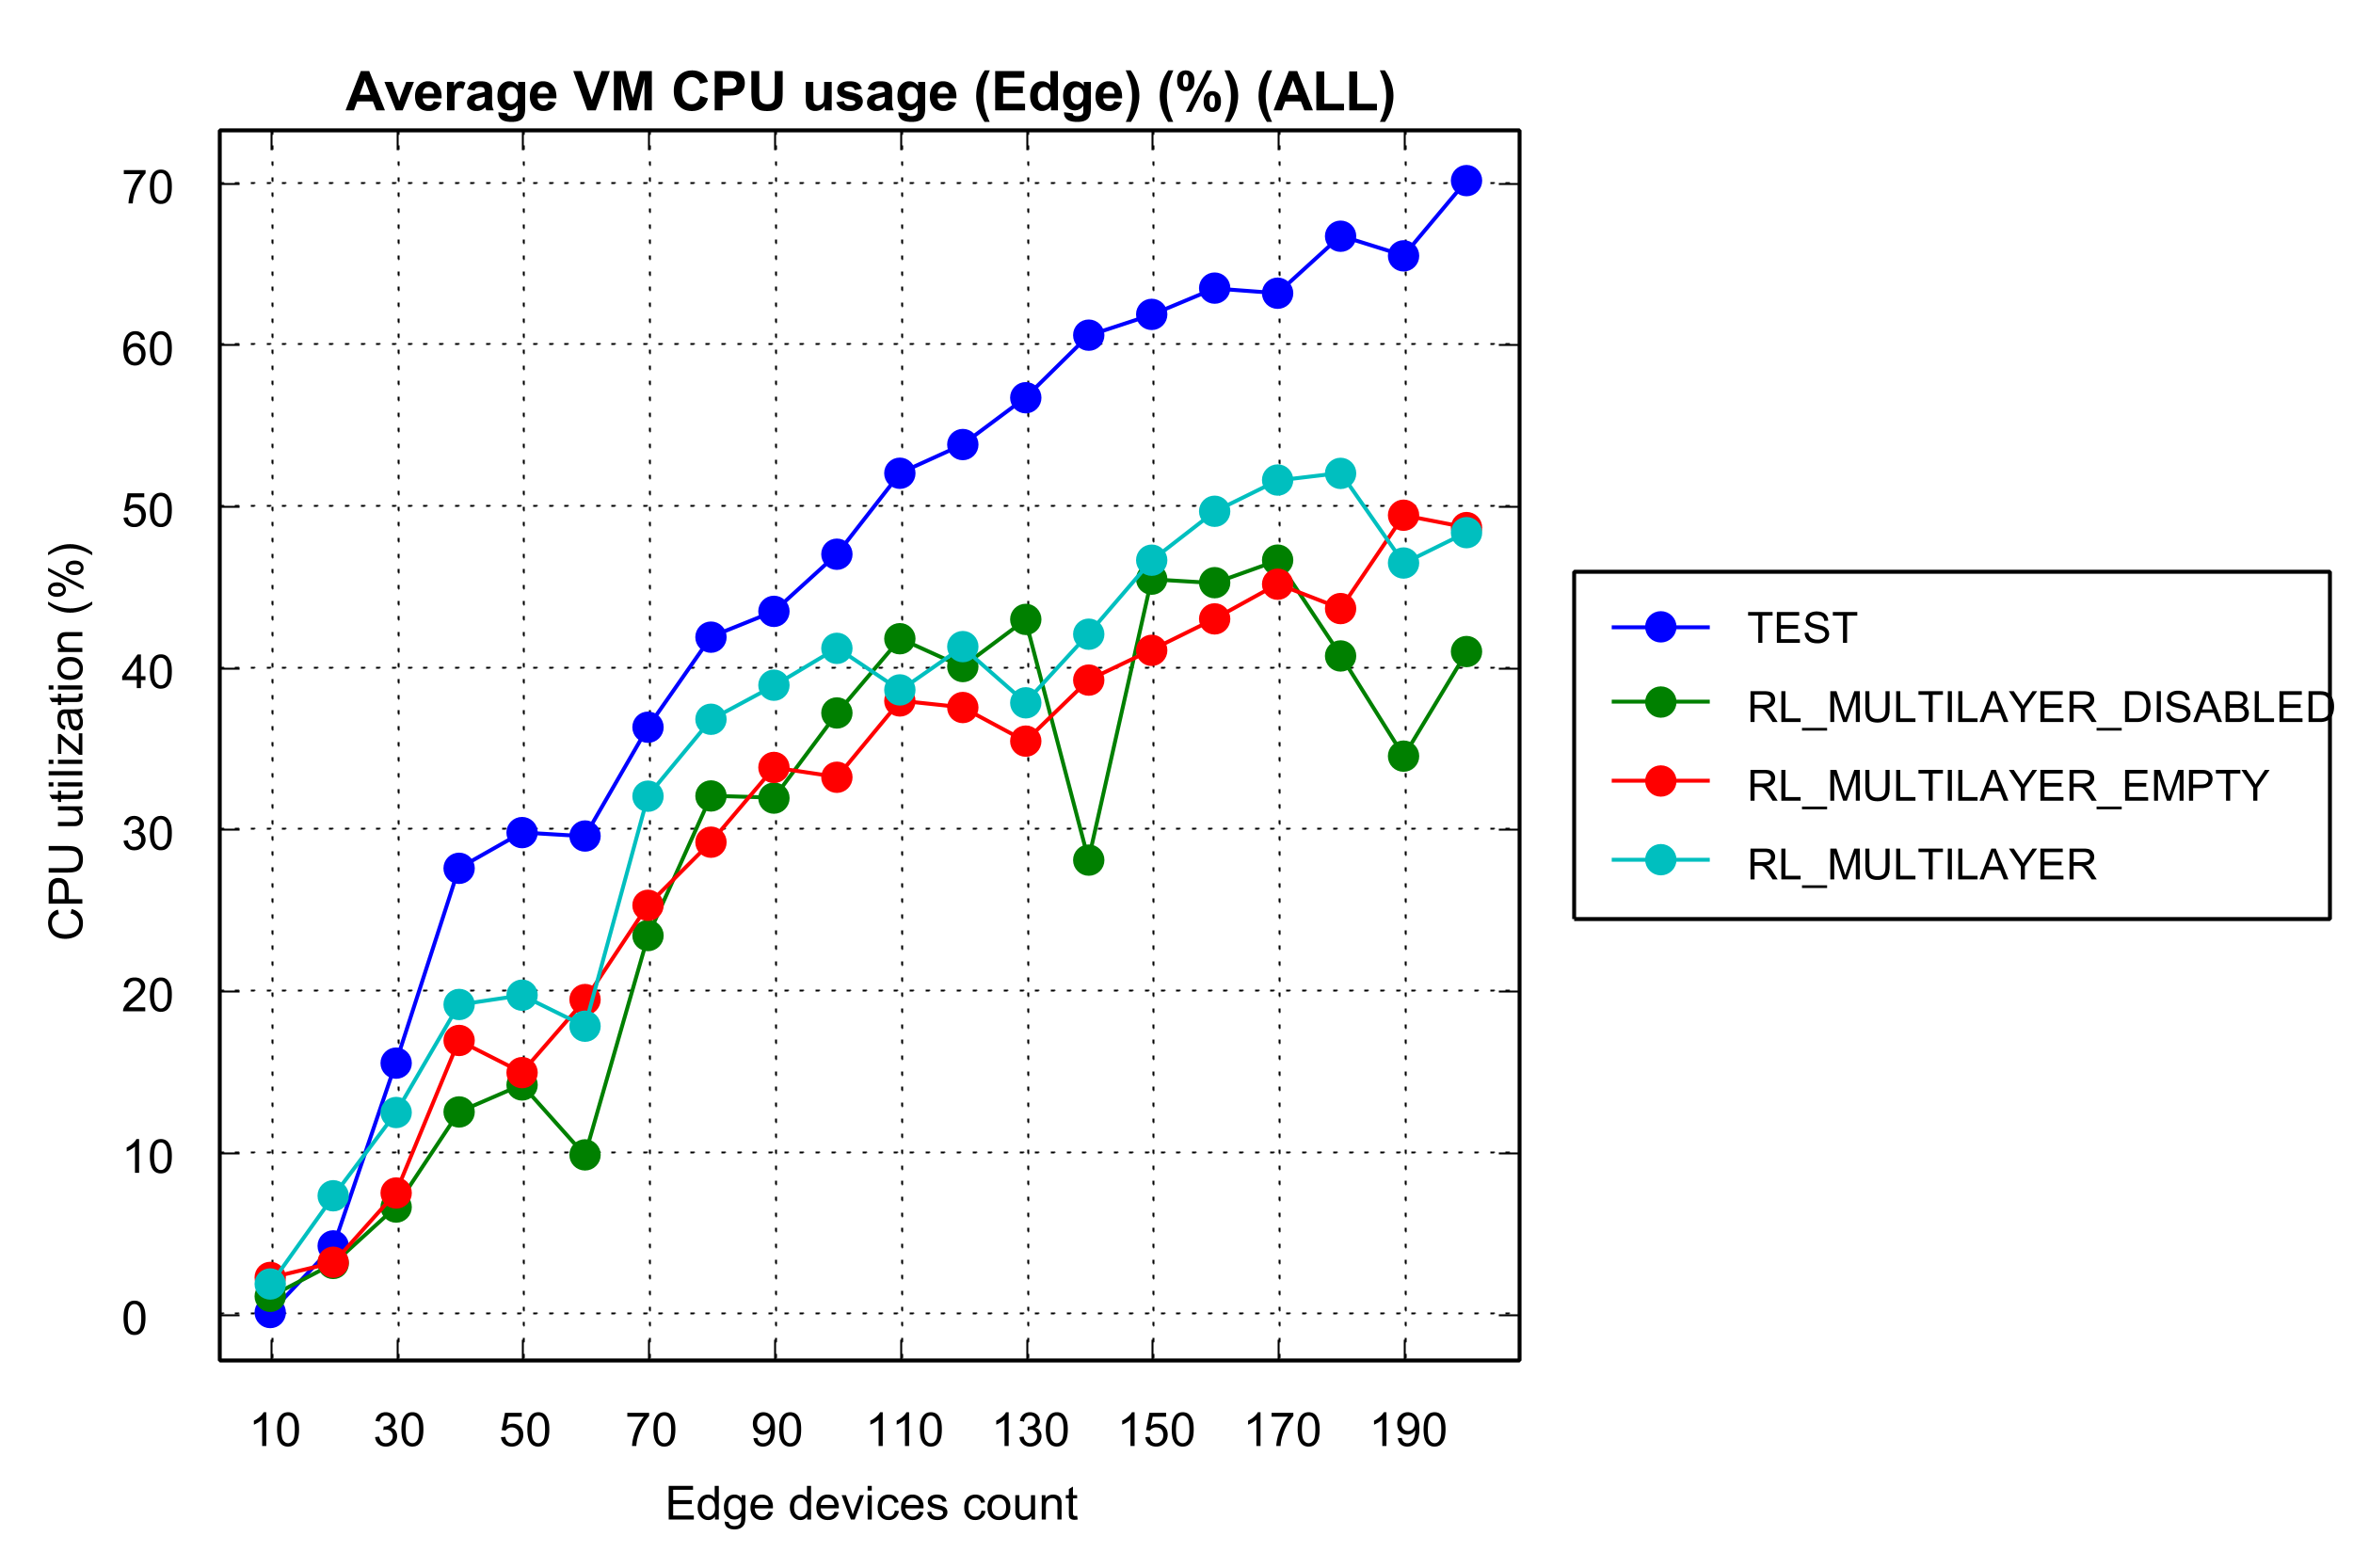 Average VM CPU usage (Edge) (%) (ALL)
CPU utilization (%)
70
60
50
40
30
20
10
0
10 30 50 70 90 110 130 150 170 190
Edge devices count
TEST
RL_MULTILAYER_DISABLED
RL_MULTILAYER_EMPTY
RL_MULTILAYER